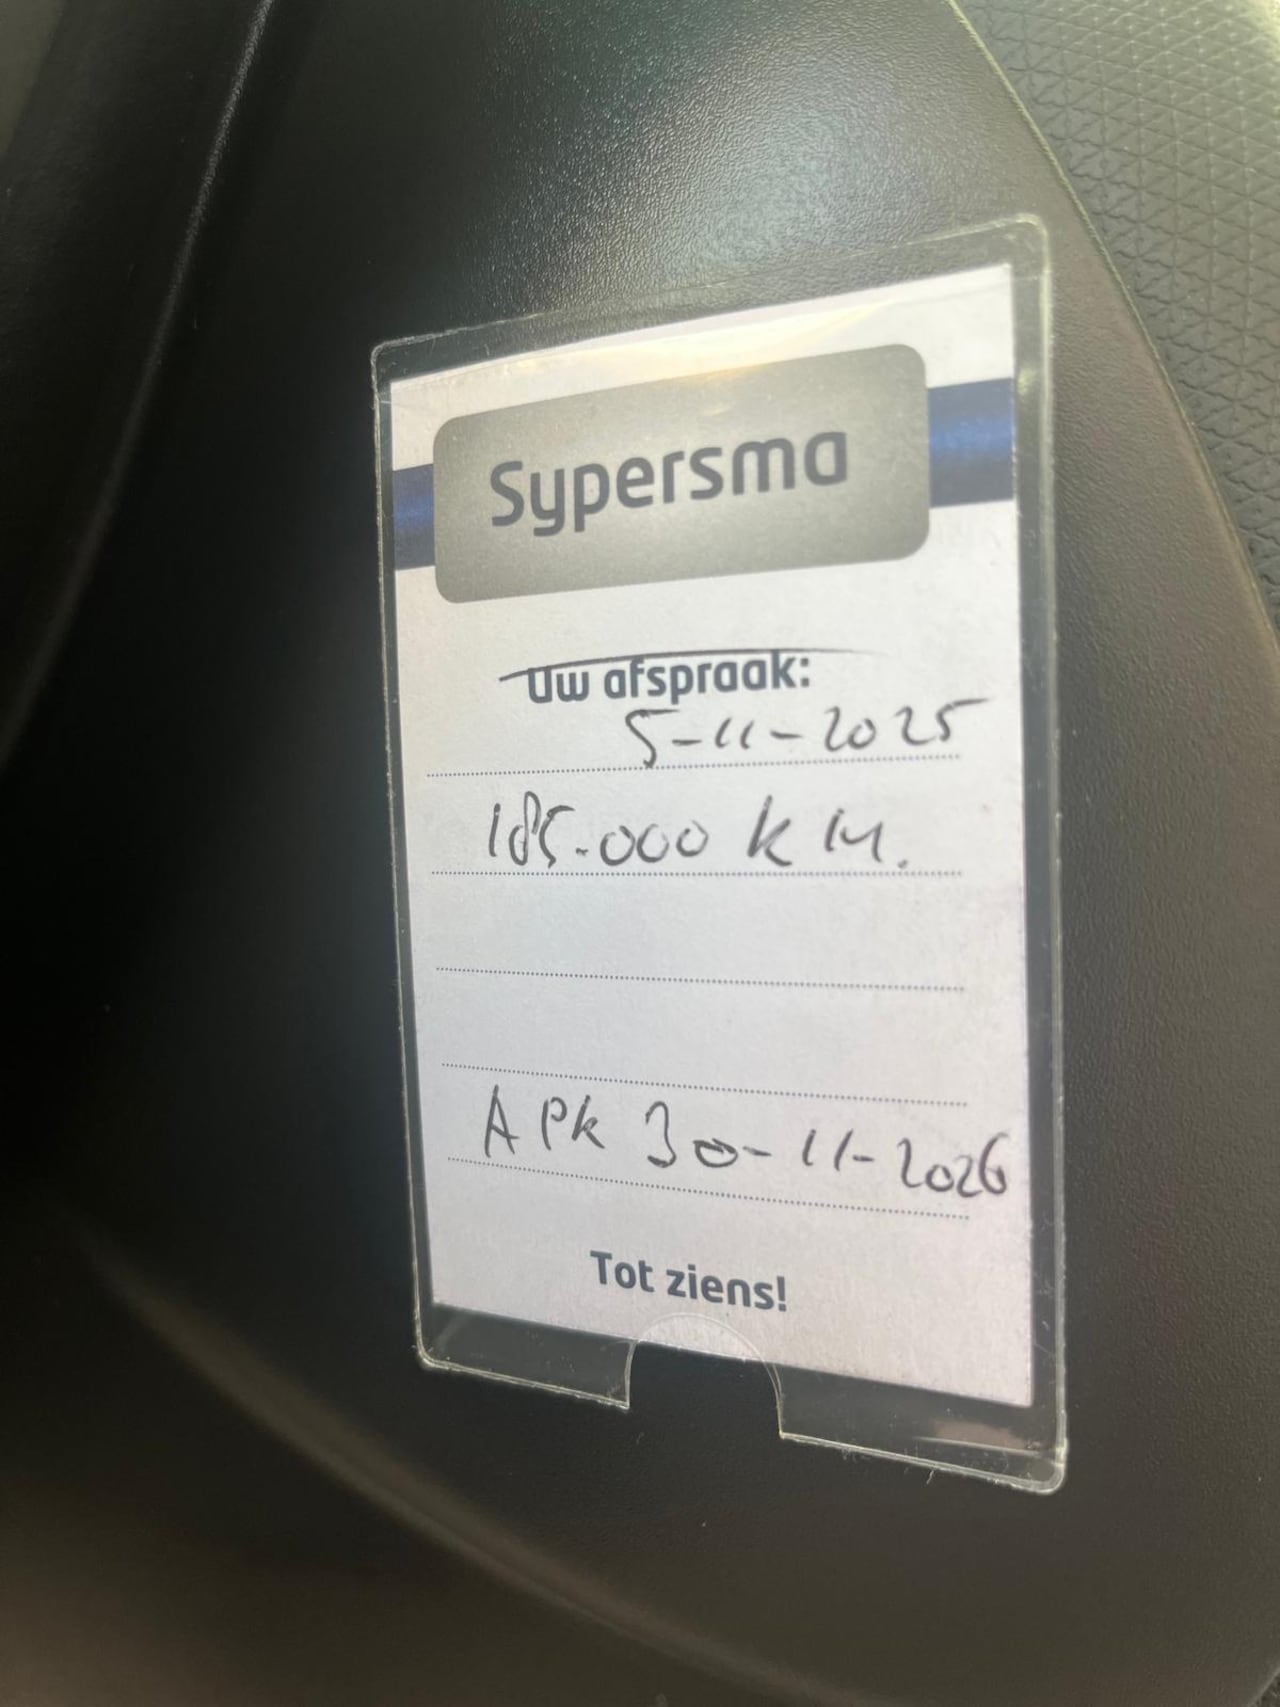 Sypersma
Uw afspraak:
5-11-2025
185.000 KM.
APK 30-11-2026
Tot ziens!